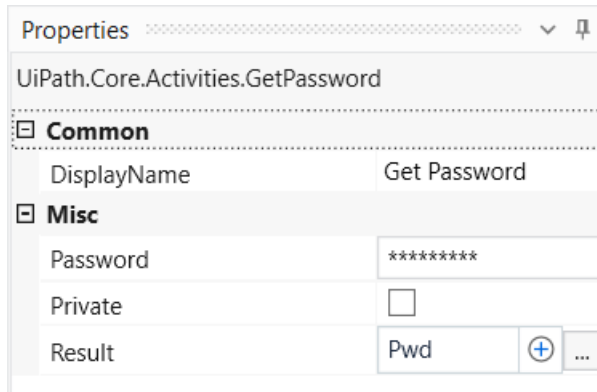 Properties
UiPath.Core.Activities.GetPassword
Common
DisplayName Get Password
Misc
Password *********
Private
Result Pwd ...